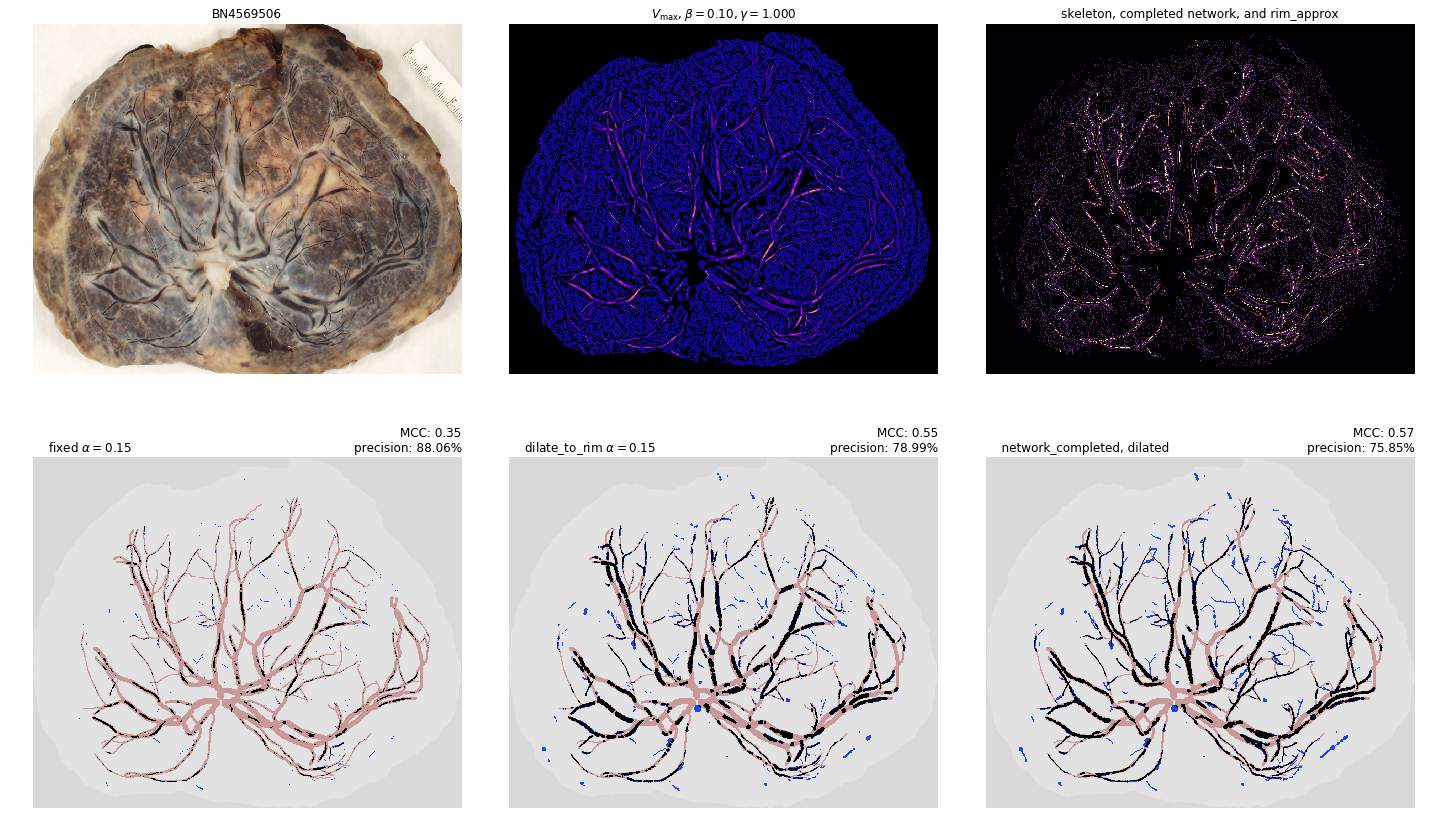 BN4569506
V_max, β = 0.10, γ = 1.000
skeleton, completed network, and rim_approx
MCC: 0.35
fixed α = 0.15
precision: 88.06%
MCC: 0.55
dilate_to_rim α = 0.15
precision: 78.99%
MCC: 0.57
network_completed, dilated
precision: 75.85%